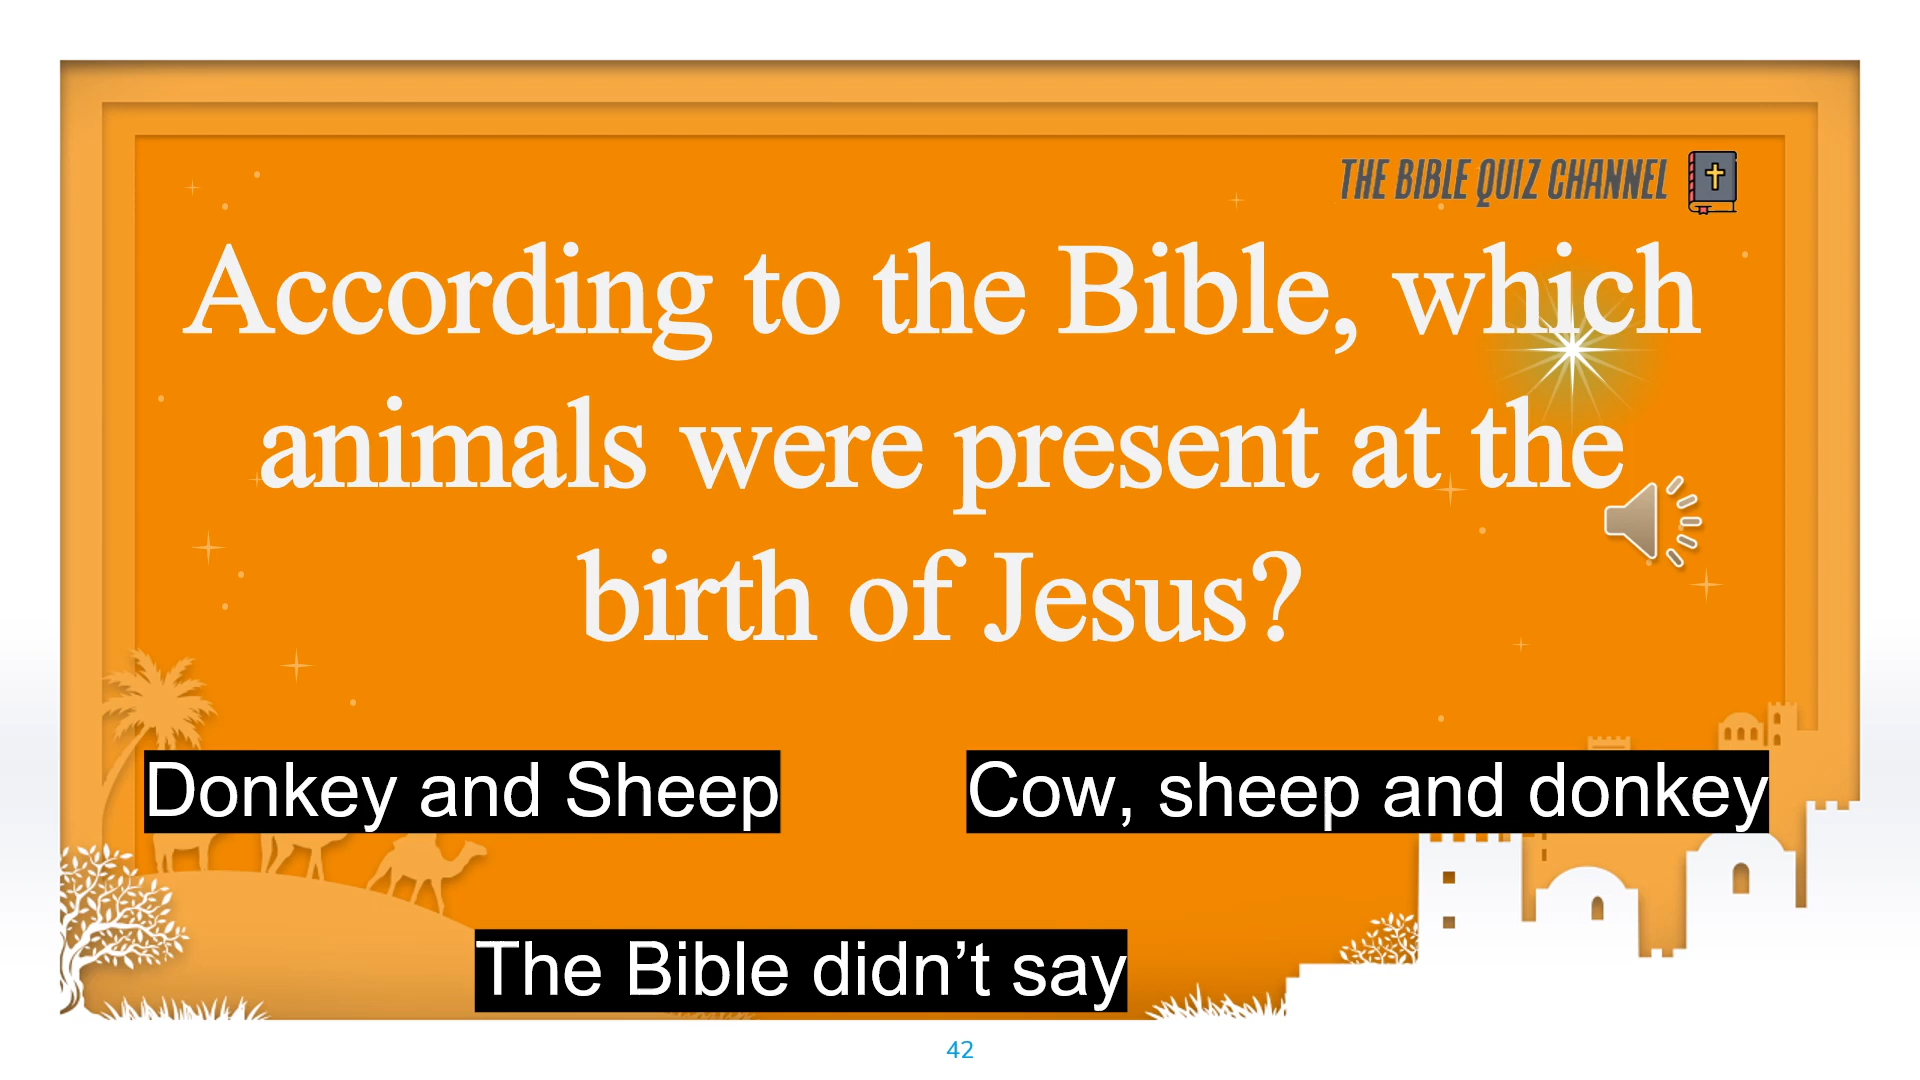 THE BIBLE QUIZ CHANNEL
According to the Bible, which
animals were present at the
birth of Jesus?
Donkey and Sheep
Cow, sheep and donkey
The Bible didn’t say
42